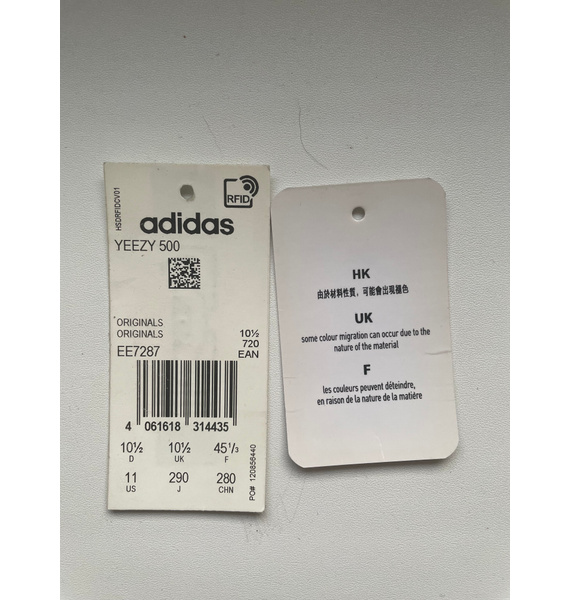 HSDRFIDOV01
RFID
adidas
YEEZY 500
ORIGINALS
ORIGINALS
EE7287
10½
720
EAN
4 061618 314435
10½ 10½ 45¹/₃
D UK F
11 290 280
US J CHN
PO# 120856440
HK
由於材料性質，可能會出現褪色
UK
some colour migration can occur due to the
nature of the material
F
les couleurs peuvent déteindre,
en raison de la nature de la matière